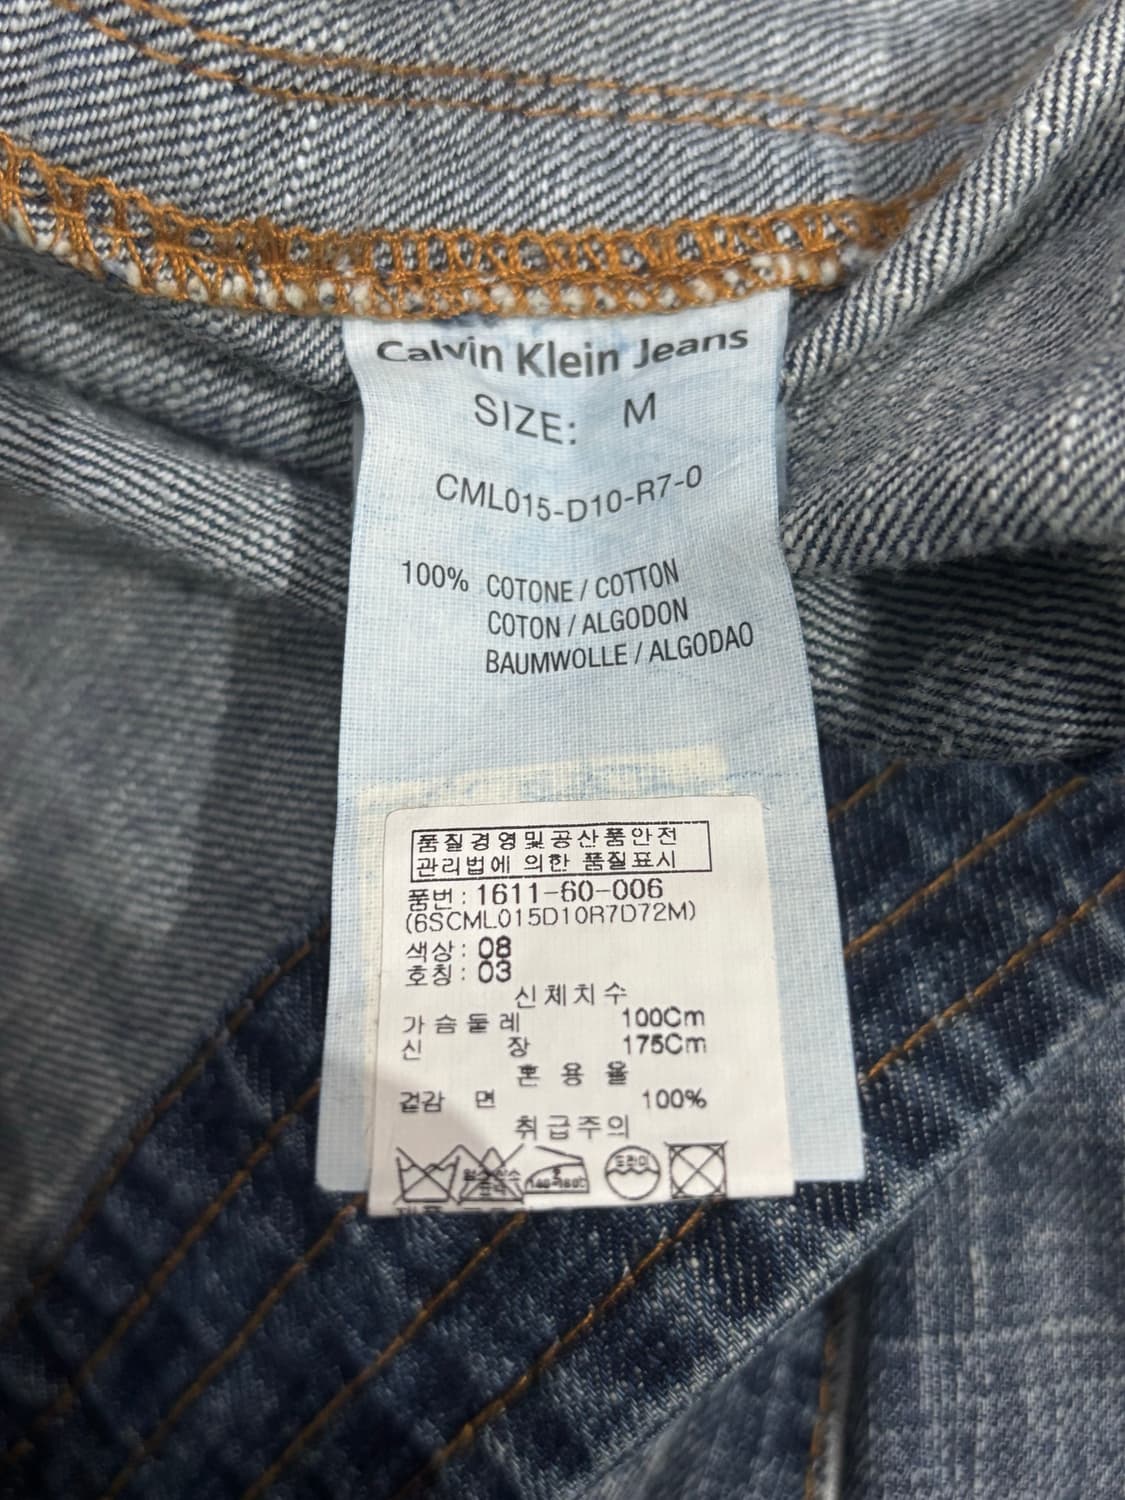 Calvin Klein Jeans
SIZE: M
CML015-D10-R7-0
100% COTONE / COTTON
COTON / ALGODON
BAUMWOLLE / ALGODAO
품질경영및공산품안전
관리법에 의한 품질표시
품번: 1611-60-006
(6SCML015D10R7D72M)
색상: 08
호칭: 03
신체치수
가슴둘레 100Cm
신장 175Cm
혼용율
겉감 면 100%
취급주의
드라이